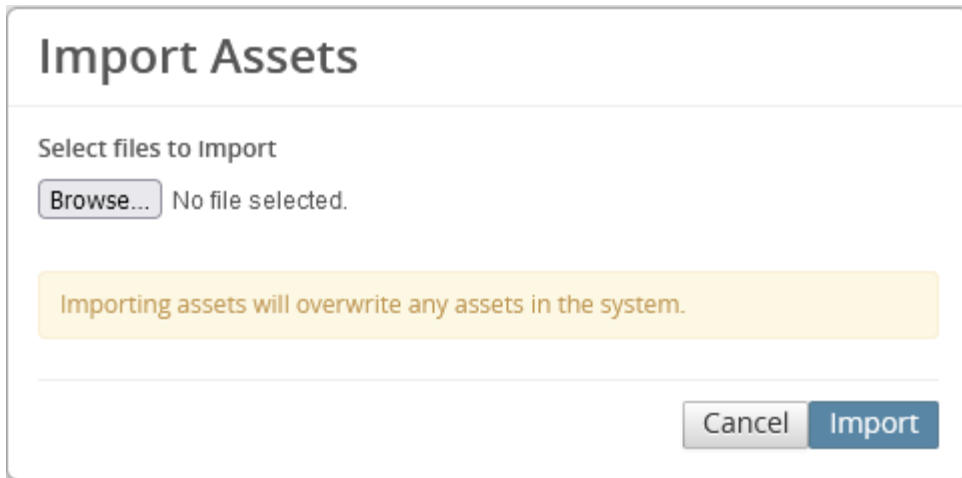 Import Assets
Select files to Import
Browse... No file selected.
Importing assets will overwrite any assets in the system.
Cancel Import